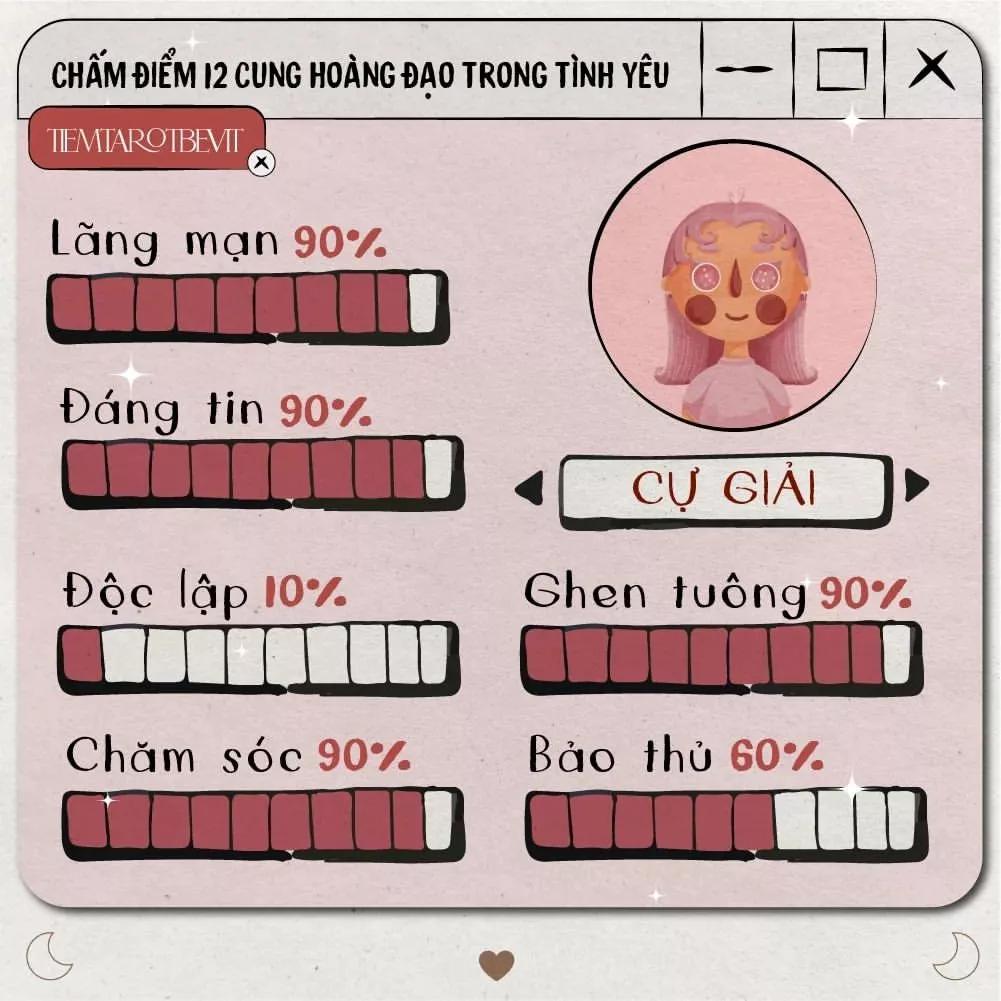 CHẤM ĐIỂM 12 CUNG HOÀNG ĐẠO TRONG TÌNH YÊU
TIEMTAROTBEVIT
Lãng mạn 90%
Đáng tin 90%
CỰ GIẢI
Độc lập 10%
Ghen tuông 90%
Chăm sóc 90%
Bảo thủ 60%